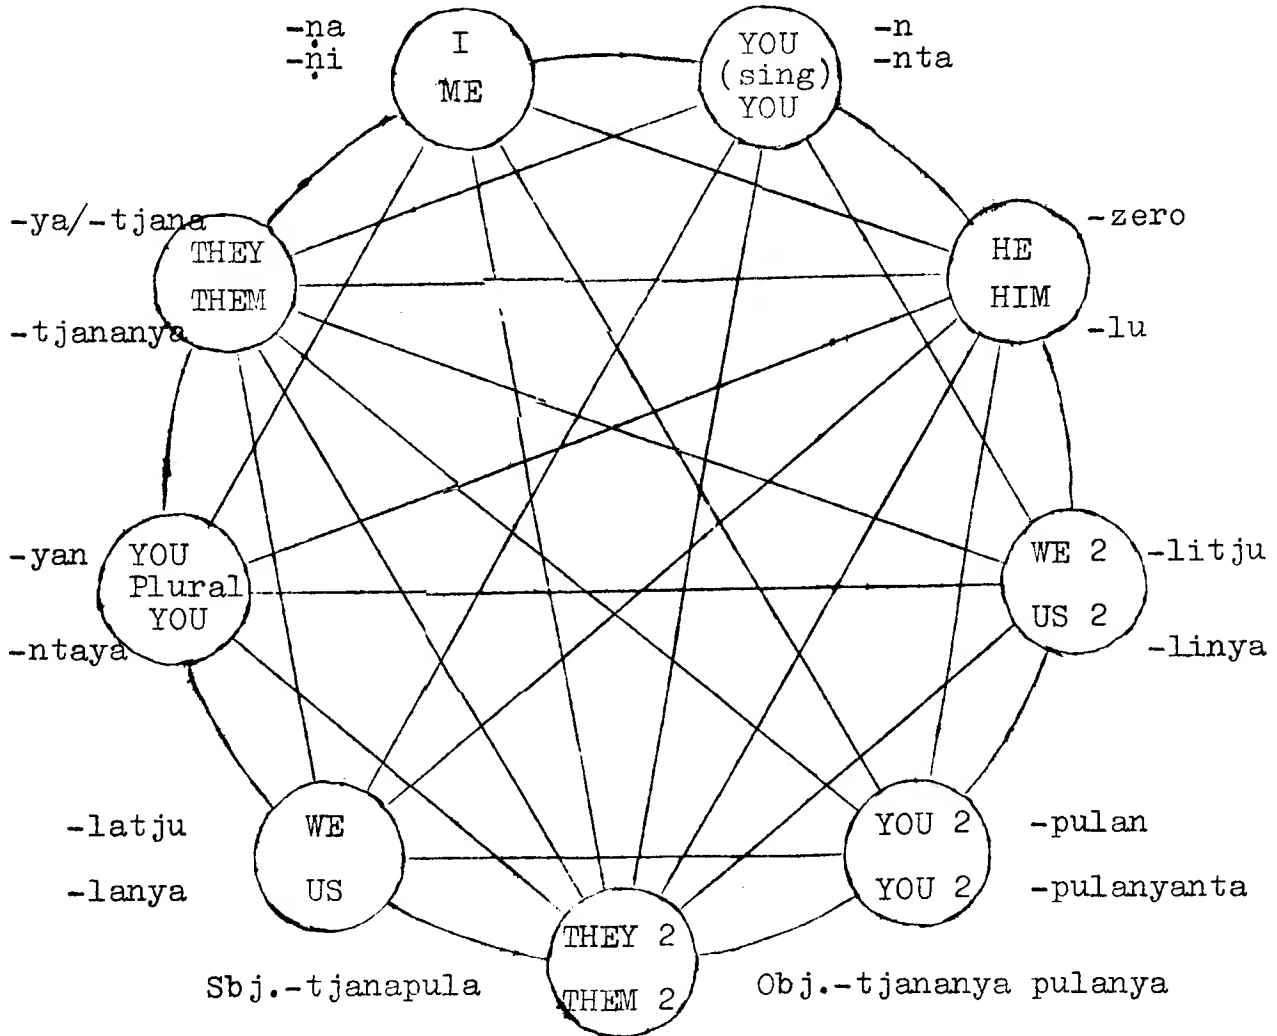 -ṇa
-ṇi
I
ME
YOU
(sing)
YOU
-n
-nta
-ya/-tjana
THEY
THEM
-tjananya
HE
HIM
-zero
-lu
-yan
YOU
Plural
YOU
-ntaya
WE 2
US 2
-litju
-linya
-latju
-lanya
WE
US
YOU 2
YOU 2
-pulan
-pulanyanta
THEY 2
THEM 2
Sbj.-tjanapula
Obj.-tjananya pulanya